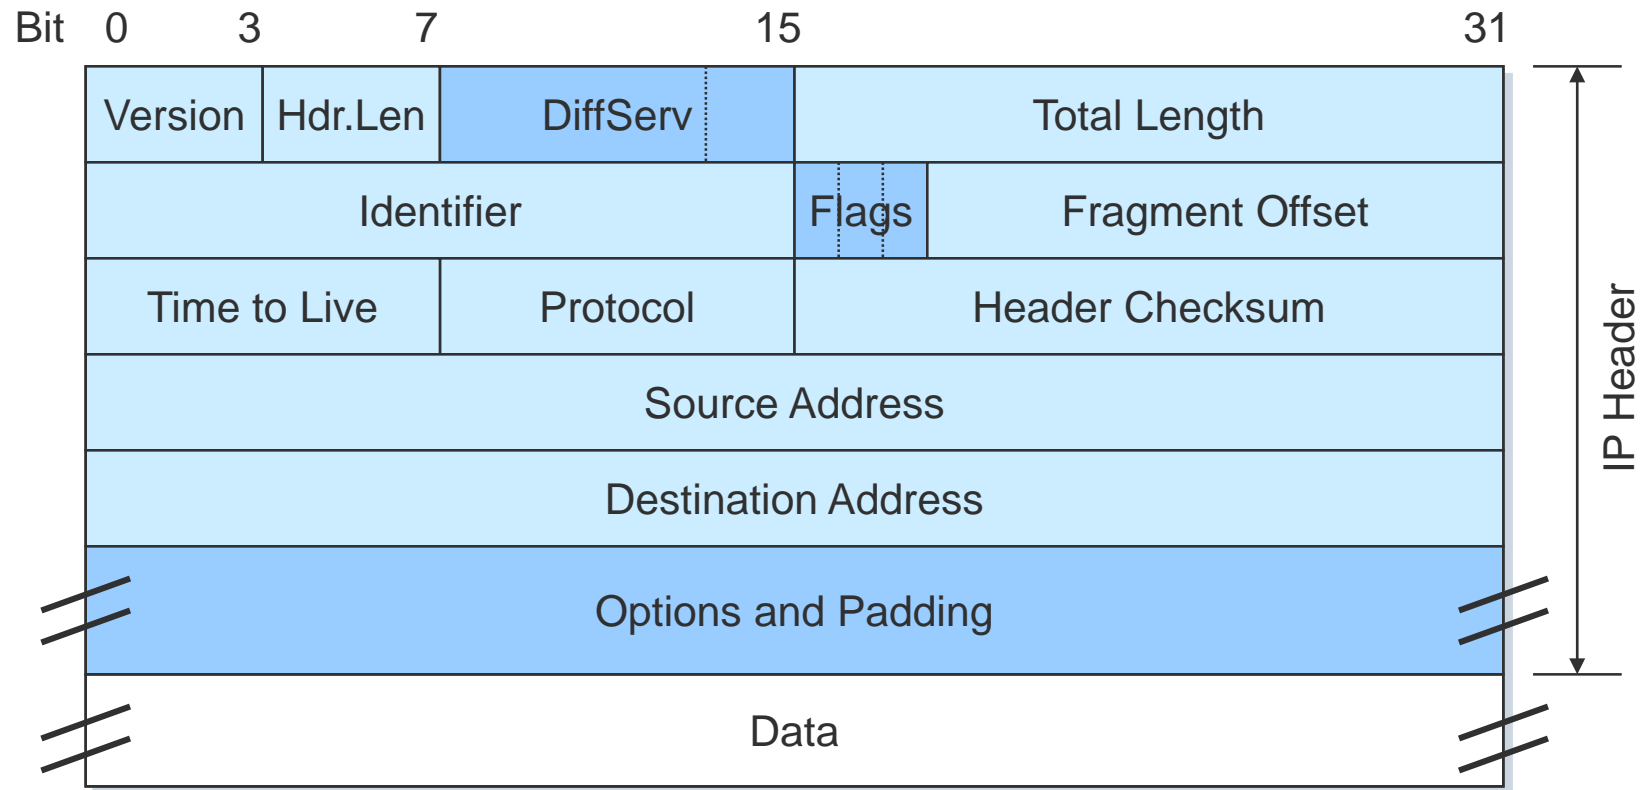 Bit 0 3 7 15 31
Version Hdr.Len DiffServ Total Length
Identifier Flags Fragment Offset
Time to Live Protocol Header Checksum
Source Address
Destination Address
Options and Padding
Data
IP Header